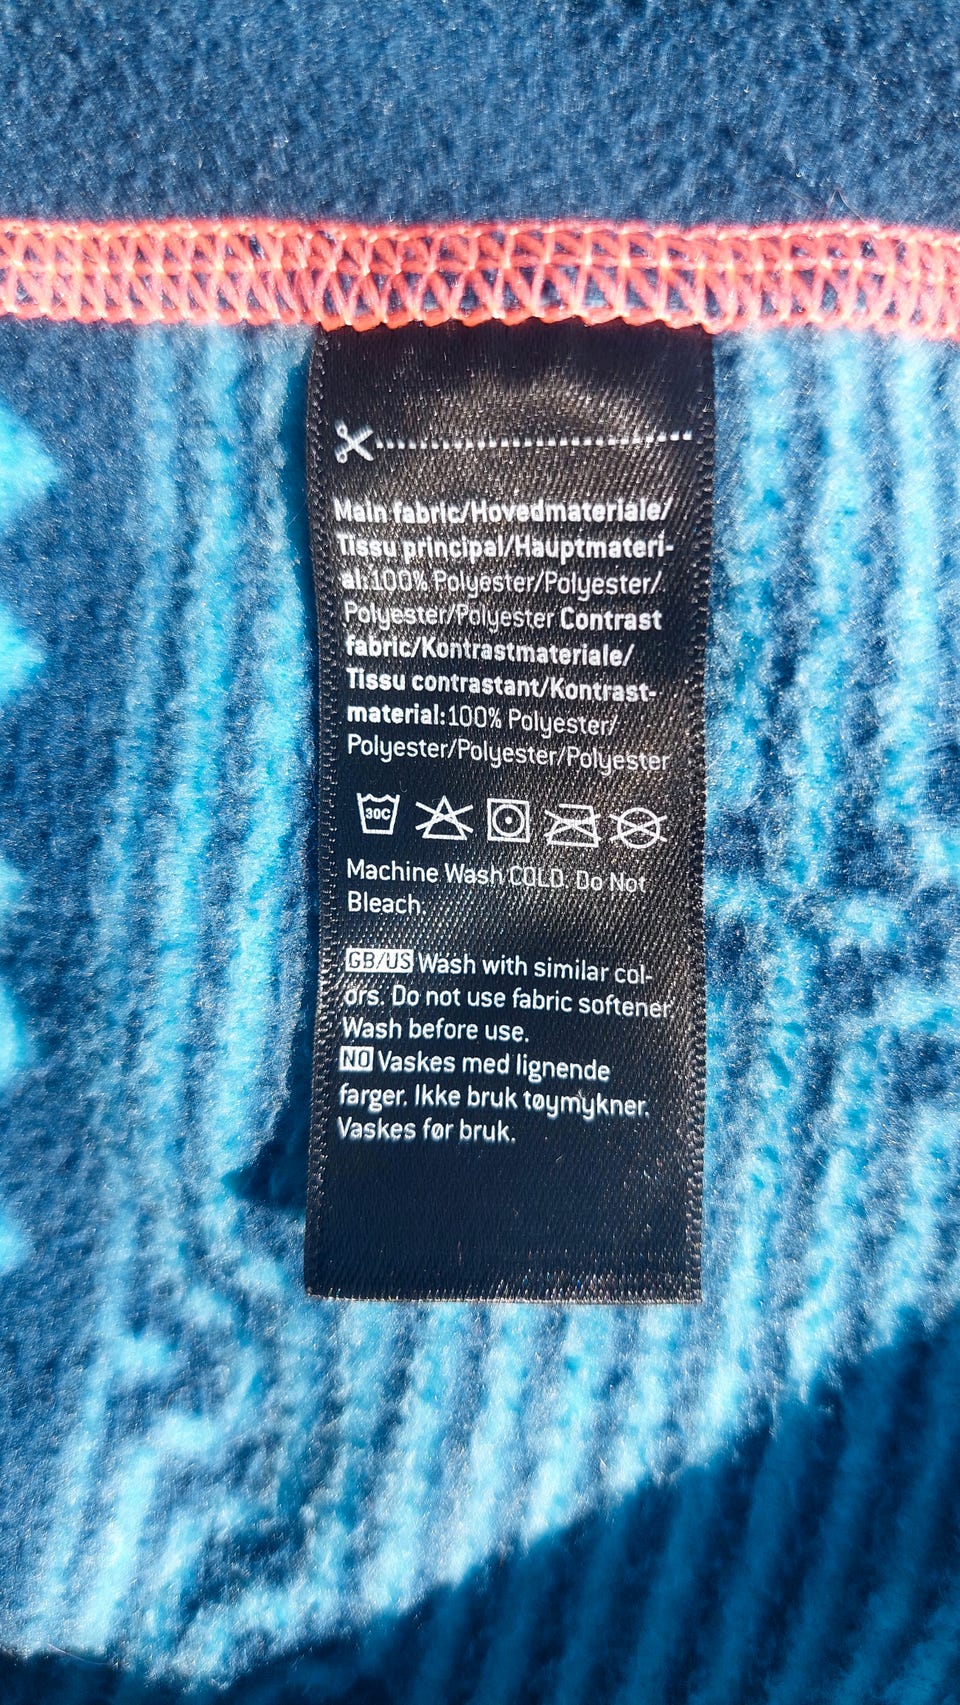 Main fabric/Hovedmateriale/
Tissu principal/Hauptmateri-
al:100% Polyester/Polyester/
Polyester/Polyester Contrast
fabric/Kontrastmateriale/
Tissu contrastant/Kontrast-
material:100% Polyester/
Polyester/Polyester/Polyester
30C
Machine Wash COLD. Do Not
Bleach.
GB/US Wash with similar col-
ors. Do not use fabric softener.
Wash before use.
NO Vaskes med lignende
farger. Ikke bruk tøymykner.
Vaskes før bruk.